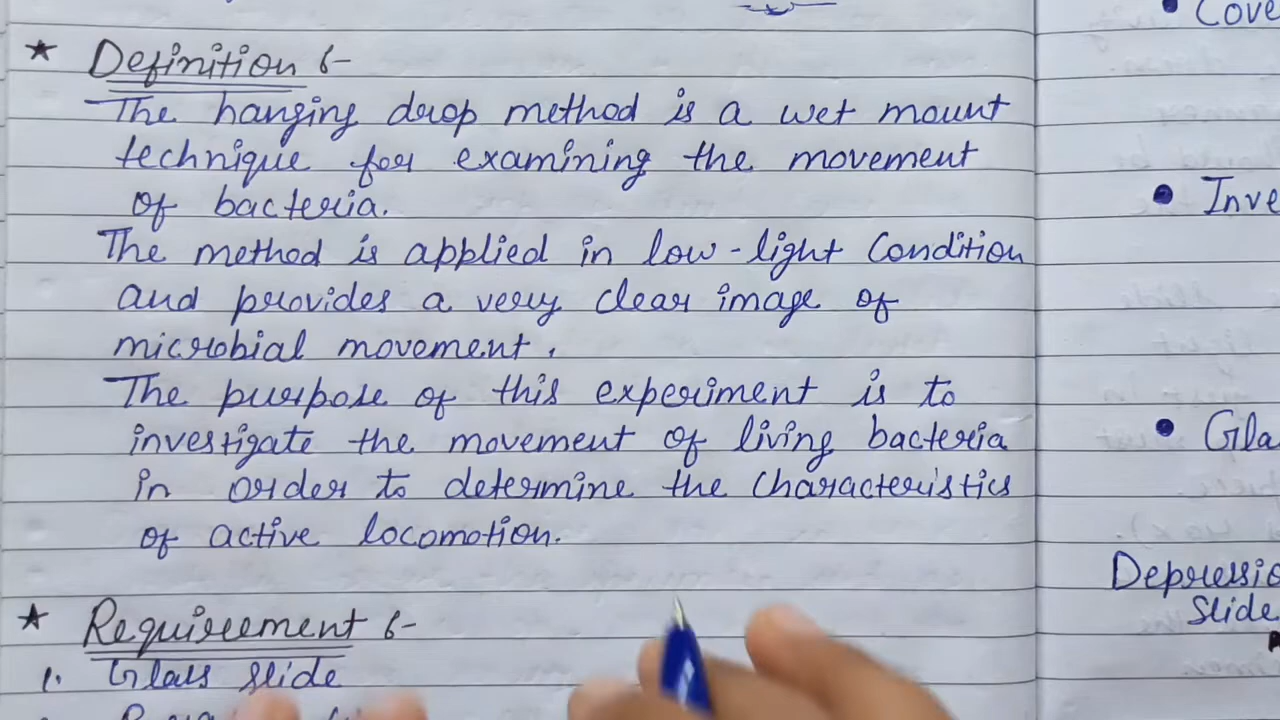 ★ Definition :-
The hanging drop method is a wet mount
technique for examining the movement
of bacteria.
The method is applied in low-light Condition
and provides a very clear image of
microbial movement.
The purpose of this experiment is to
investigate the movement of living bacteria
in order to determine the characteristics
of active locomotion.
★ Requirement :-
1. Glass slide
• Cove
• Inve
• Gla
Depressio
Slide